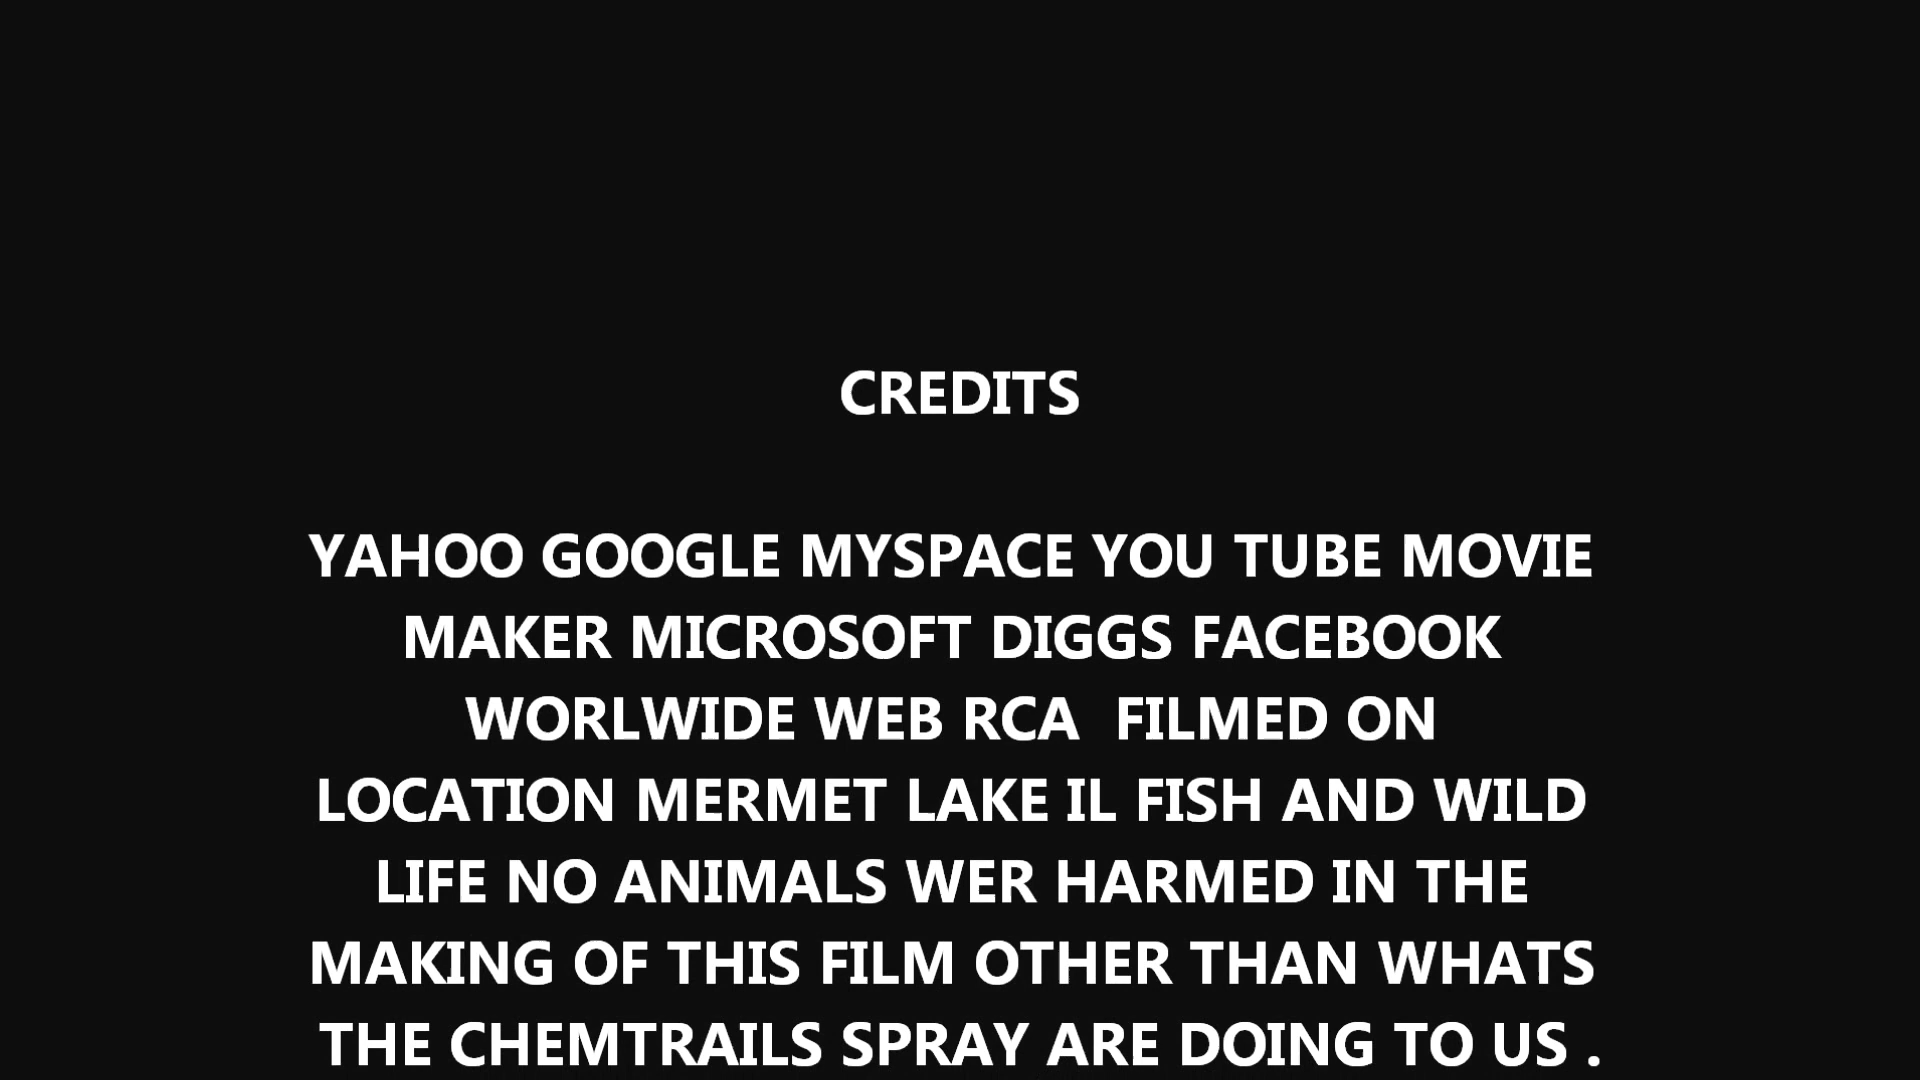 CREDITS
YAHOO GOOGLE MYSPACE YOU TUBE MOVIE
MAKER MICROSOFT DIGGS FACEBOOK
WORLWIDE WEB RCA  FILMED ON
LOCATION MERMET LAKE IL FISH AND WILD
LIFE NO ANIMALS WER HARMED IN THE
MAKING OF THIS FILM OTHER THAN WHATS
THE CHEMTRAILS SPRAY ARE DOING TO US .